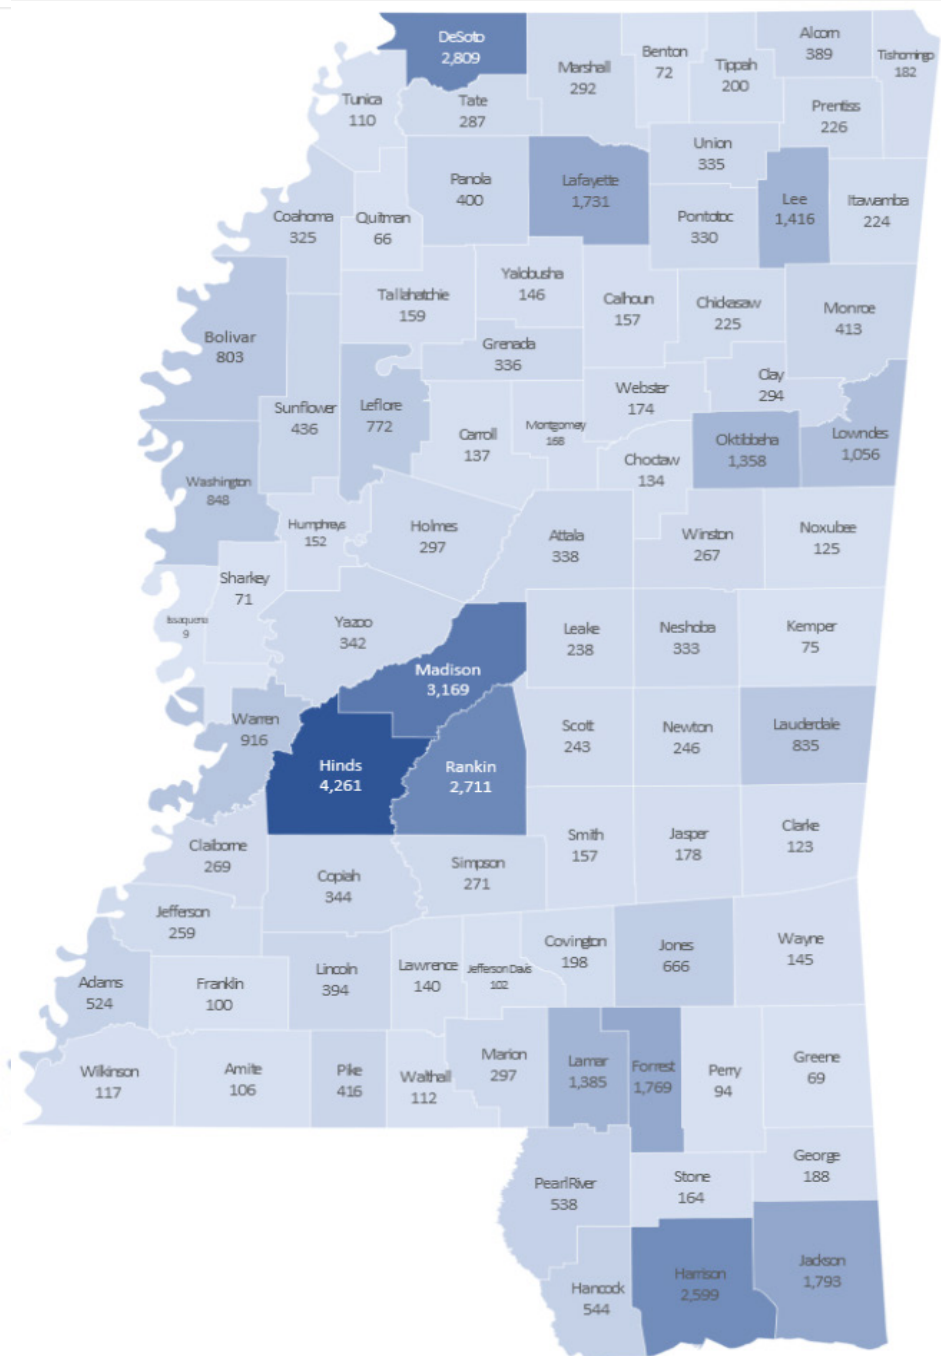 DeSoto
2,809
Marshall
292
Benton
72
Tippah
200
Alcorn
389
Tishomingo
182
Tunica
110
Tate
287
Union
335
Prentiss
226
Panola
400
Lafayette
1,731
Lee
1,416
Itawamba
224
Coahoma
325
Quitman
66
Pontotoc
330
Tallahatchie
159
Yalobusha
146
Calhoun
157
Chickasaw
225
Monroe
413
Bolivar
803
Grenada
336
Clay
294
Sunflower
436
Leflore
772
Webster
174
Carroll
137
Montgomery
168
Choctaw
134
Oktibbeha
1,358
Lowndes
1,056
Washington
848
Humphreys
152
Holmes
297
Attala
338
Winston
267
Noxubee
125
Sharkey
71
Issaquena
9
Yazoo
342
Madison
3,169
Leake
238
Neshoba
333
Kemper
75
Warren
916
Hinds
4,261
Rankin
2,711
Scott
243
Newton
246
Lauderdale
835
Claiborne
269
Copiah
344
Simpson
271
Smith
157
Jasper
178
Clarke
123
Jefferson
259
Adams
524
Franklin
100
Lincoln
394
Lawrence
140
Jefferson Davis
102
Covington
198
Jones
666
Wayne
145
Wilkinson
117
Amite
106
Pike
416
Walthall
112
Marion
297
Lamar
1,385
Forrest
1,769
Perry
94
Greene
69
Pearl River
538
Stone
164
George
188
Hancock
544
Harrison
2,599
Jackson
1,793